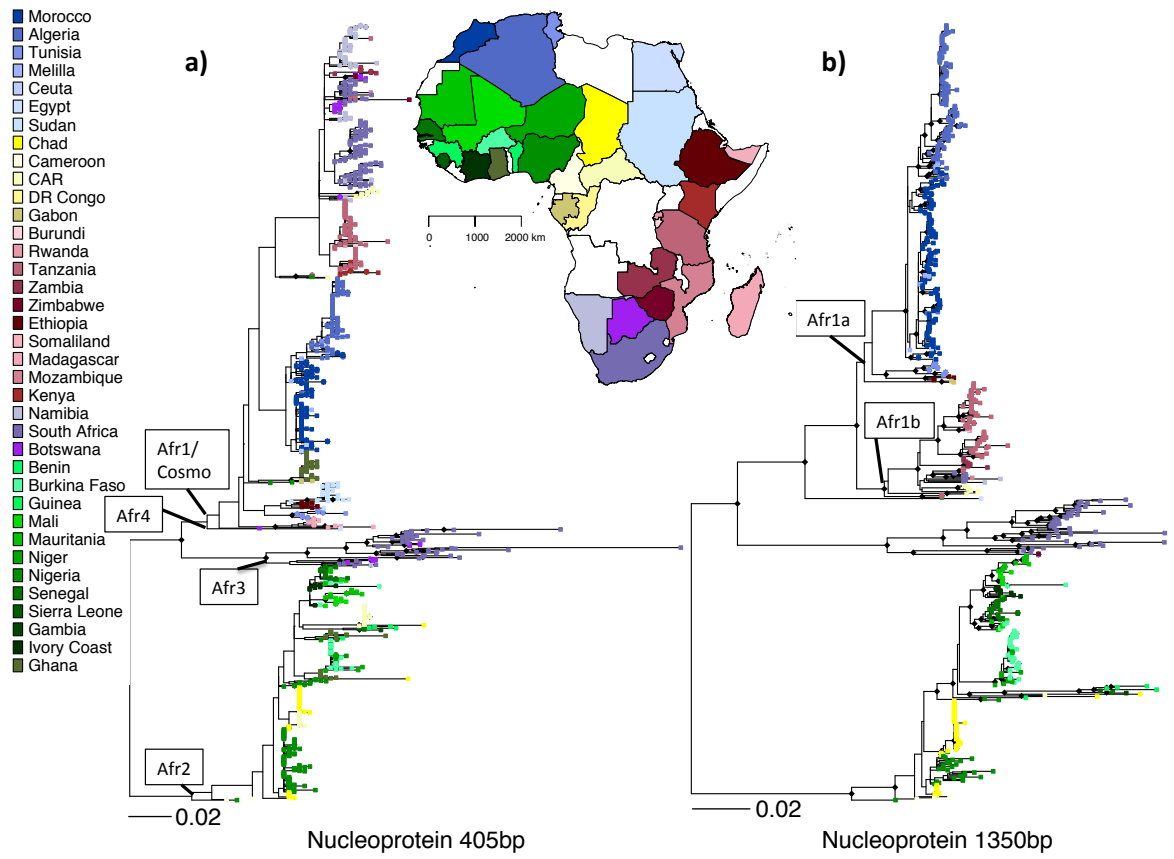 Morocco
Algeria
Tunisia
Melilla
Ceuta
Egypt
Sudan
Chad
Cameroon
CAR
DR Congo
Gabon
Burundi
Rwanda
Tanzania
Zambia
Zimbabwe
Ethiopia
Somaliland
Madagascar
Mozambique
Kenya
Namibia
South Africa
Botswana
Benin
Burkina Faso
Guinea
Mali
Mauritania
Niger
Nigeria
Senegal
Sierra Leone
Gambia
Ivory Coast
Ghana
a)
Afr1/
Cosmo
Afr4
Afr3
Afr2
0.02
Nucleoprotein 405bp
0 1000 2000 km
b)
Afr1a
Afr1b
0.02
Nucleoprotein 1350bp